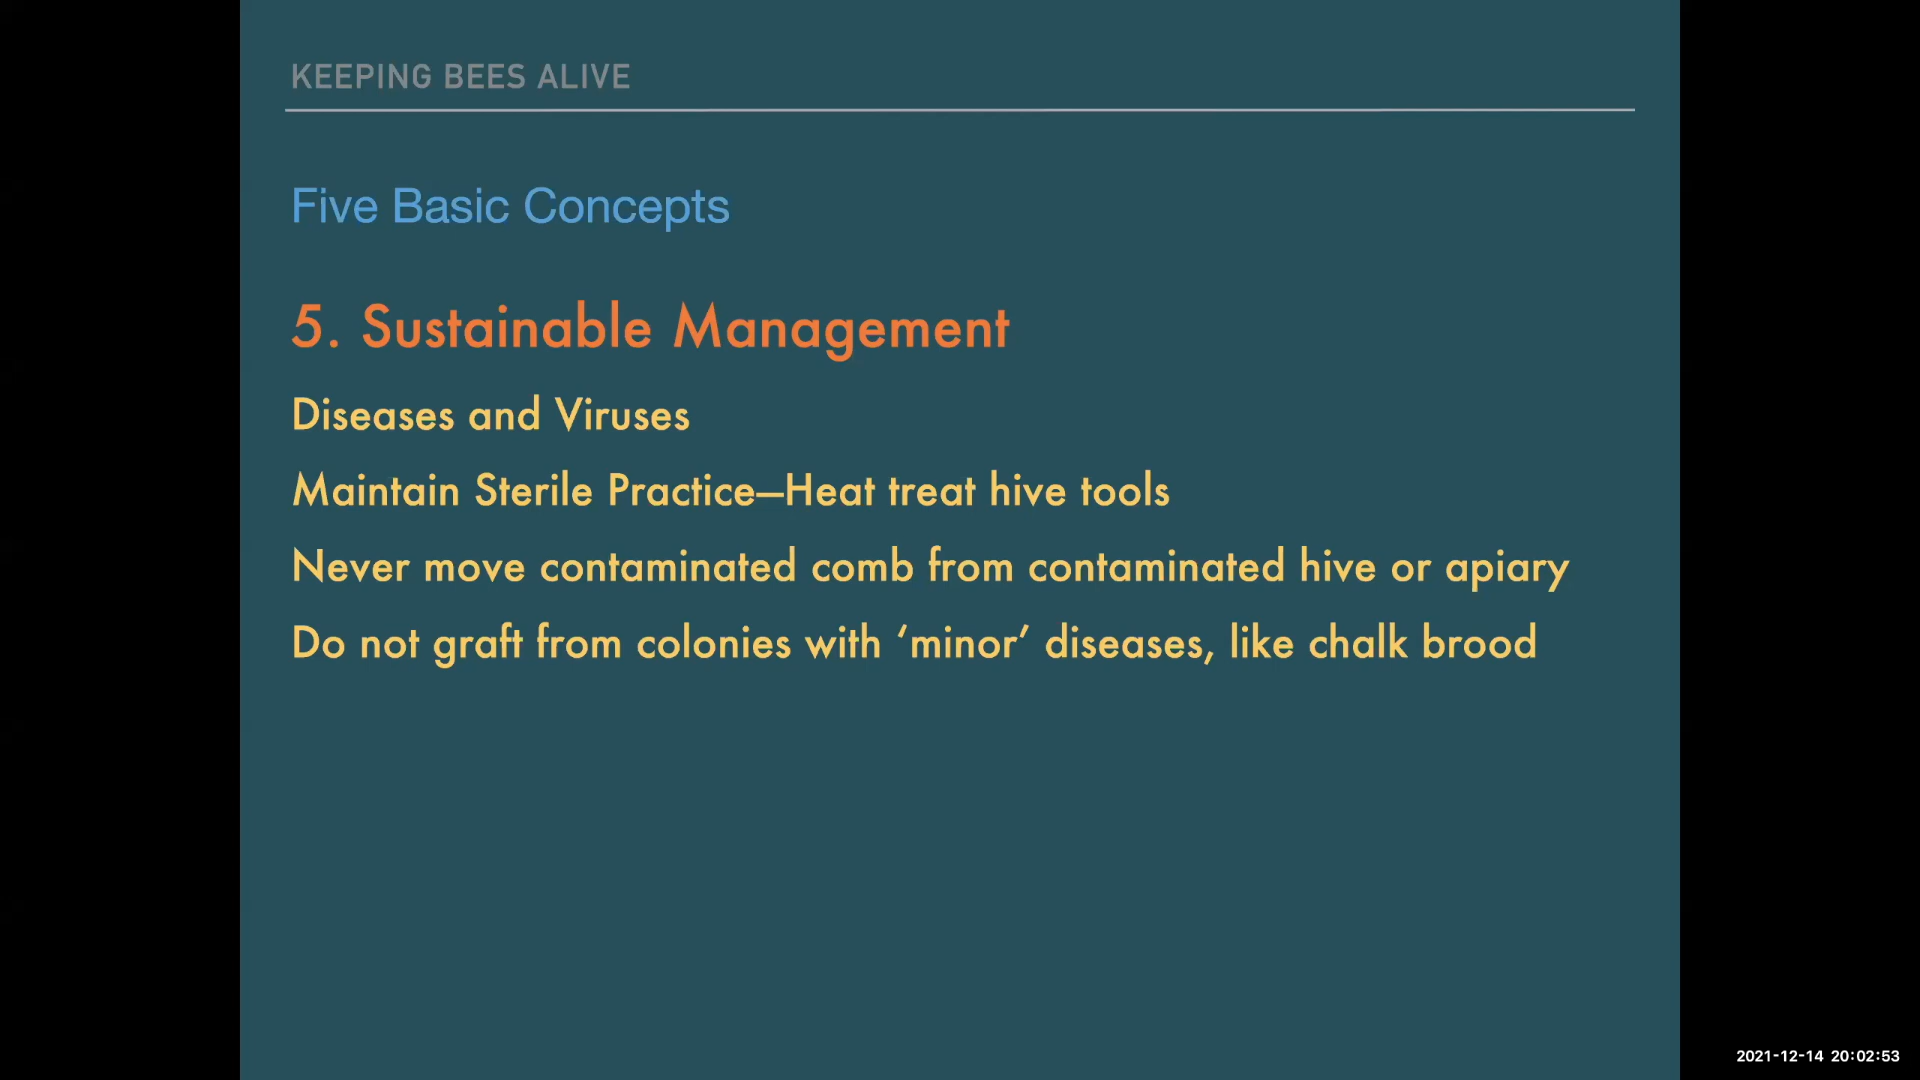 KEEPING BEES ALIVE
Five Basic Concepts
5. Sustainable Management
Diseases and Viruses
Maintain Sterile Practice—Heat treat hive tools
Never move contaminated comb from contaminated hive or apiary
Do not graft from colonies with ‘minor’ diseases, like chalk brood
2021-12-14 20:02:53